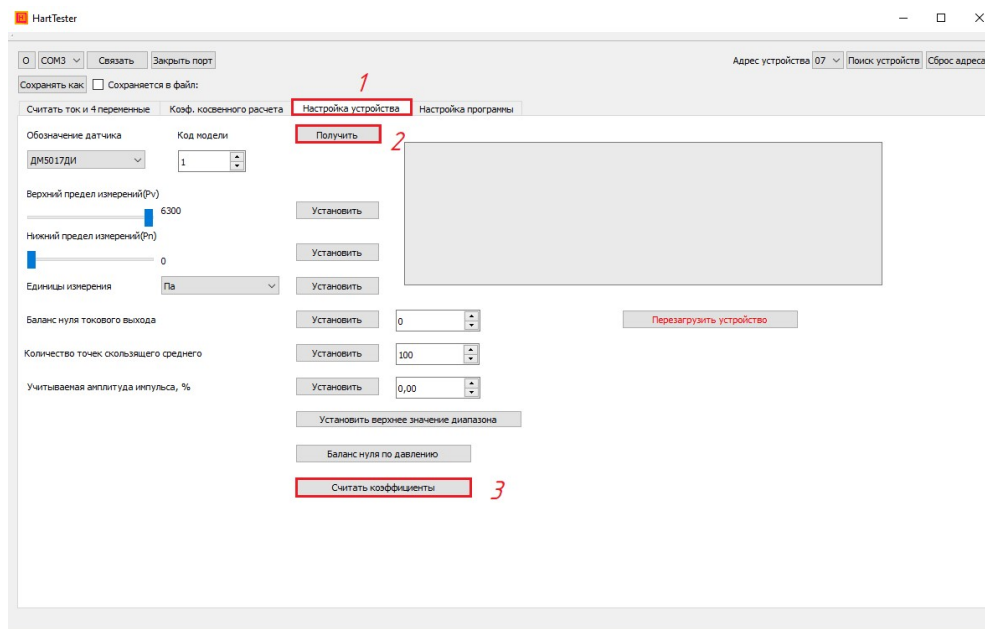 HartTester
О COM3 Связать Закрыть порт Адрес устройства 07 Поиск устройств Сброс адреса
Сохранять как Сохраняется в файл:
1
Считать ток и 4 переменные Коэф. косвенного расчета Настройка устройства Настройка программы
Обозначение датчика Код модели Получить 2
ДМ5017ДИ 1
Верхний предел измерений(Pv)
6300 Установить
Нижний предел измерений(Pn)
0 Установить
Единицы измерения Па Установить
Баланс нуля токового выхода Установить 0 Перезагрузить устройство
Количество точек скользящего среднего Установить 100
Учитываемая амплитуда импульса, % Установить 0,00
Установить верхнее значение диапазона
Баланс нуля по давлению
Считать коэффициенты 3